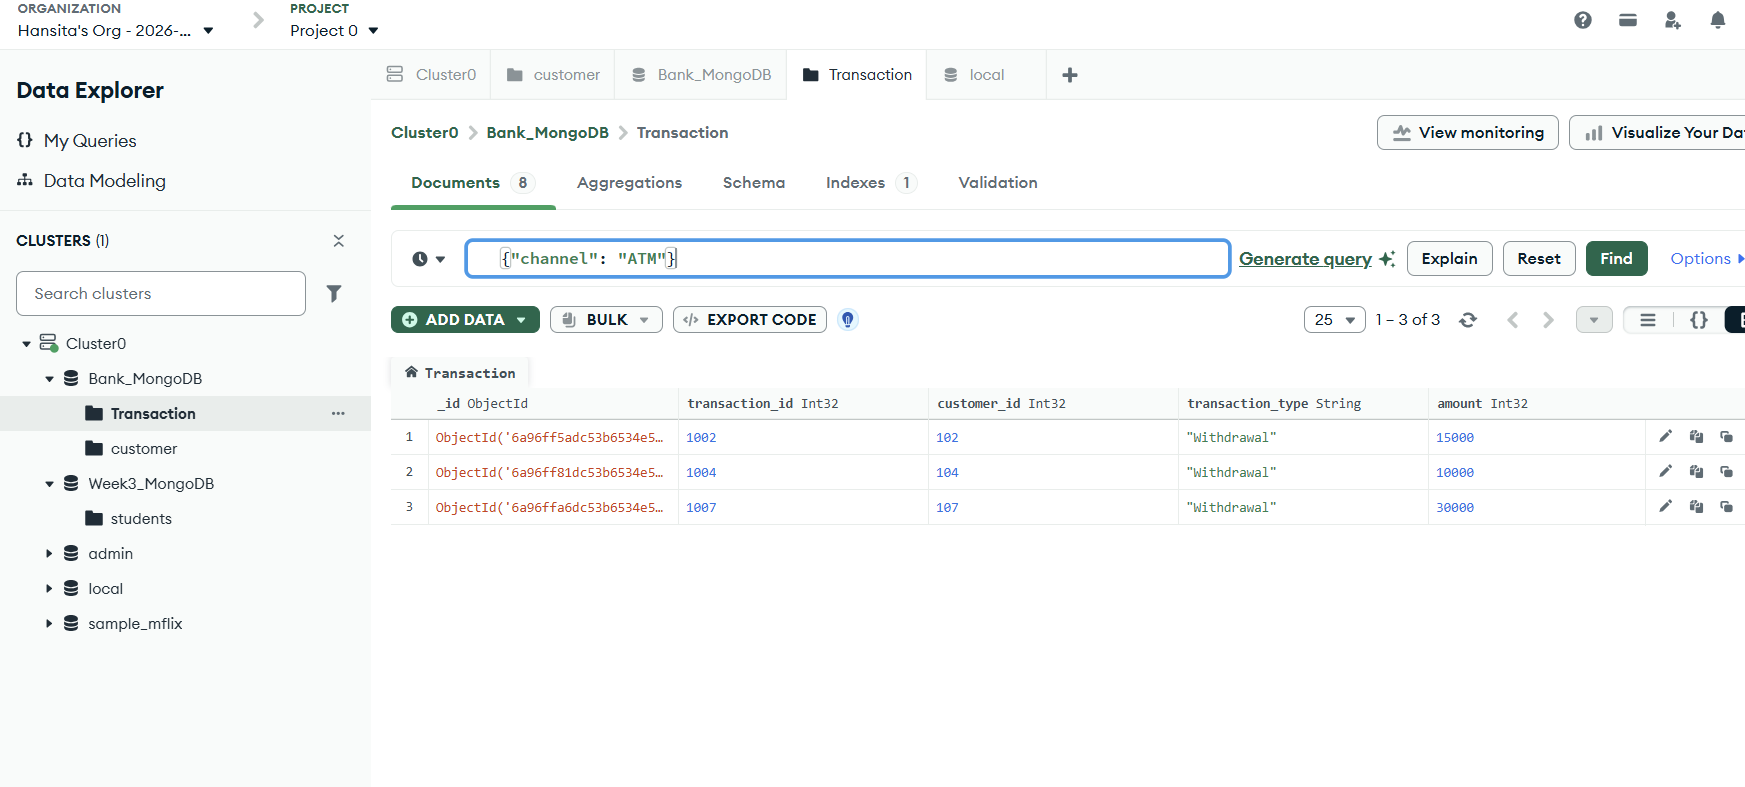 ORGANIZATION
Hansita's Org - 2026-...
PROJECT
Project 0
Data Explorer
My Queries
Data Modeling
CLUSTERS (1)
Search clusters
Cluster0
Bank_MongoDB
Transaction
customer
Week3_MongoDB
students
admin
local
sample_mflix
Cluster0
customer
Bank_MongoDB
Transaction
local
Cluster0 > Bank_MongoDB > Transaction
View monitoring
Visualize Your Da
Documents 8
Aggregations
Schema
Indexes 1
Validation
{"channel": "ATM"}
Generate query
Explain
Reset
Find
Options
ADD DATA
BULK
EXPORT CODE
25
1 – 3 of 3
Transaction
_id ObjectId transaction_id Int32 customer_id Int32 transaction_type String amount Int32
1 ObjectId('6a96ff5adc53b6534e5… 1002 102 "Withdrawal" 15000
2 ObjectId('6a96ff81dc53b6534e5… 1004 104 "Withdrawal" 10000
3 ObjectId('6a96ffa6dc53b6534e5… 1007 107 "Withdrawal" 30000